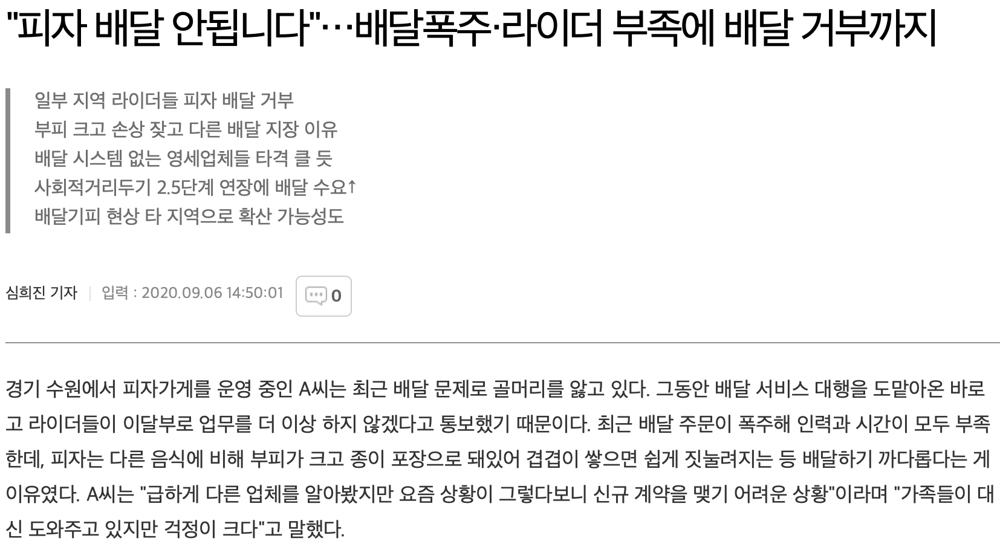 "피자 배달 안됩니다"…배달폭주·라이더 부족에 배달 거부까지
일부 지역 라이더들 피자 배달 거부
부피 크고 손상 잦고 다른 배달 지장 이유
배달 시스템 없는 영세업체들 타격 클 듯
사회적거리두기 2.5단계 연장에 배달 수요↑
배달기피 현상 타 지역으로 확산 가능성도
심희진 기자 입력 : 2020.09.06 14:50:01 0
경기 수원에서 피자가게를 운영 중인 A씨는 최근 배달 문제로 골머리를 앓고 있다. 그동안 배달 서비스 대행을 도맡아온 바로
고 라이더들이 이달부로 업무를 더 이상 하지 않겠다고 통보했기 때문이다. 최근 배달 주문이 폭주해 인력과 시간이 모두 부족
한데, 피자는 다른 음식에 비해 부피가 크고 종이 포장으로 돼있어 겹겹이 쌓으면 쉽게 짓눌려지는 등 배달하기 까다롭다는 게
이유였다. A씨는 "급하게 다른 업체를 알아봤지만 요즘 상황이 그렇다보니 신규 계약을 맺기 어려운 상황"이라며 "가족들이 대
신 도와주고 있지만 걱정이 크다"고 말했다.